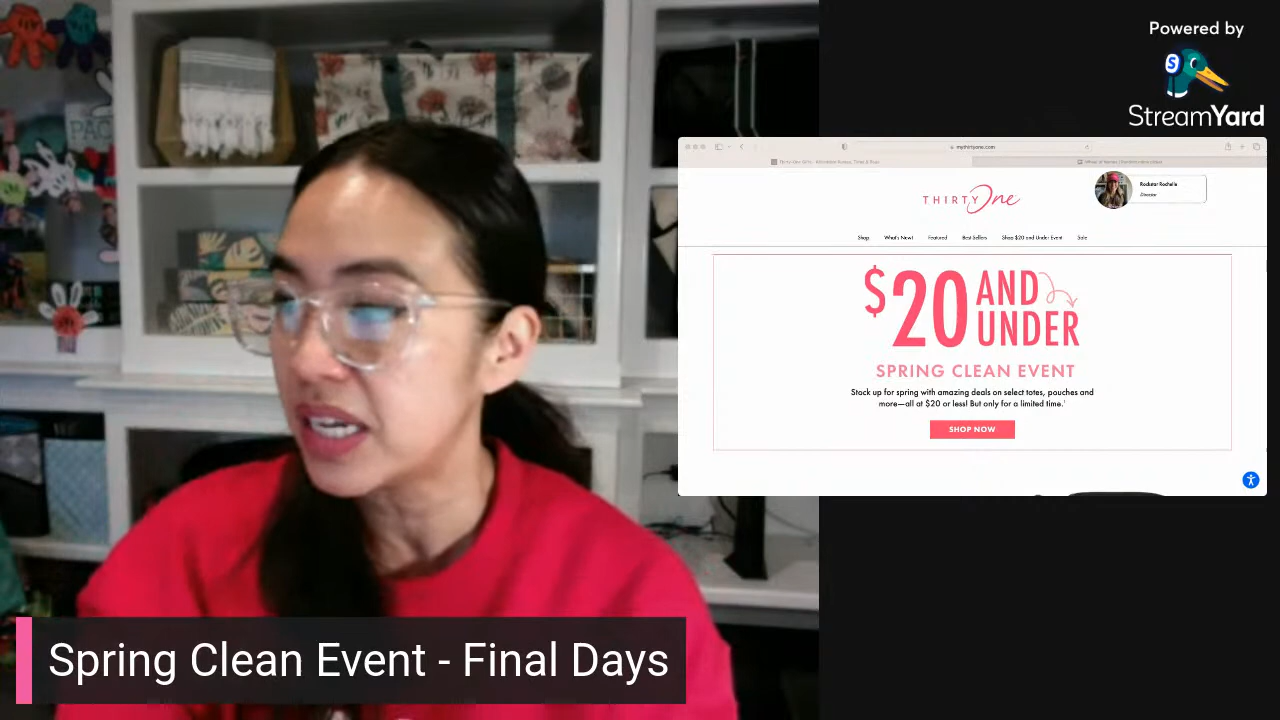 Powered by
StreamYard
mythirtyone.com
THIRTY One
Rockstar Rochelle
Director
Shop What's New! Featured Best Sellers Shop $20 and Under Event Sale
$20 AND
UNDER
SPRING CLEAN EVENT
Stock up for spring with amazing deals on select totes, pouches and
more—all at $20 or less! But only for a limited time.
SHOP NOW
Spring Clean Event - Final Days